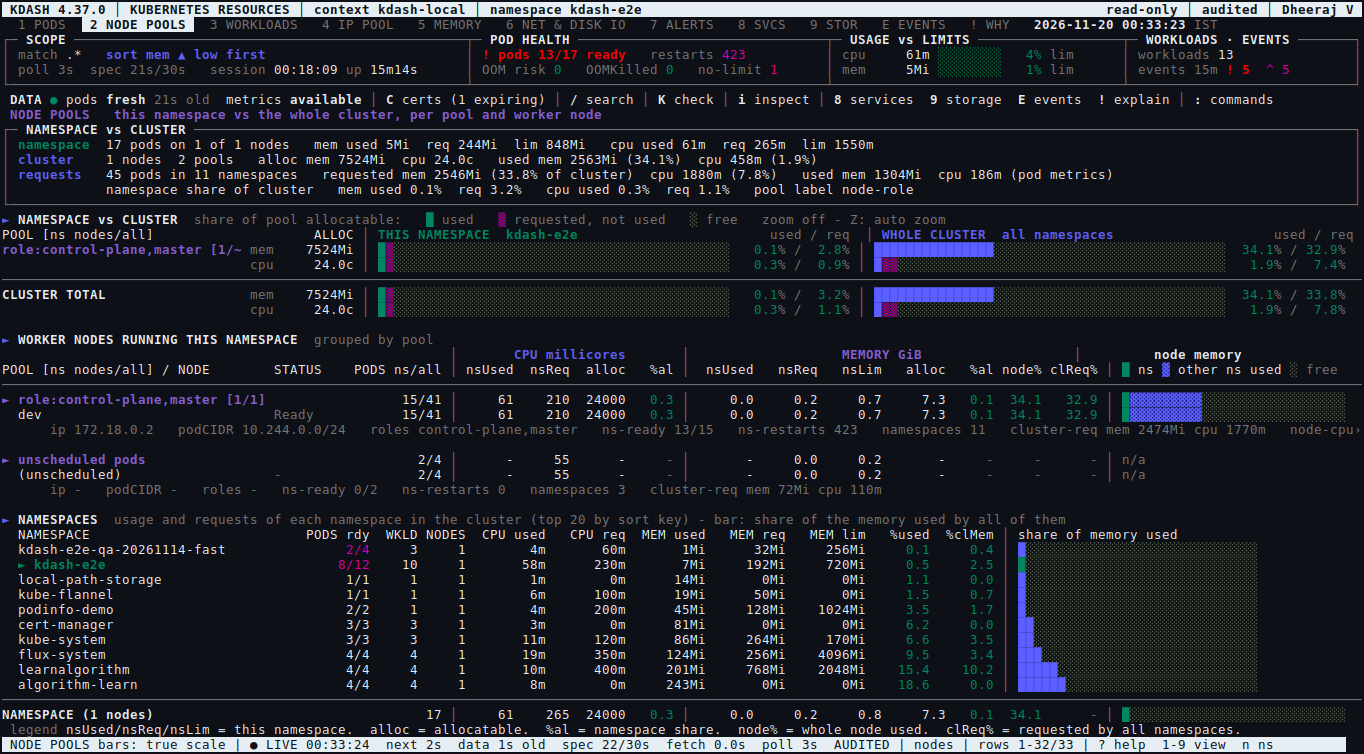 KDASH 4.37.0 │ KUBERNETES RESOURCES │ context kdash-local │ namespace kdash-e2e read-only │ audited │ Dheeraj V
1 PODS 2 NODE POOLS 3 WORKLOADS 4 IP POOL 5 MEMORY 6 NET & DISK IO 7 ALERTS 8 SVCS 9 STOR E EVENTS ! WHY 2026-11-20 00:33:23 IST
SCOPE POD HEALTH USAGE vs LIMITS WORKLOADS · EVENTS
match .* sort mem ▲ low first ! pods 13/17 ready restarts 423 cpu 61m 4% lim workloads 13
poll 3s spec 21s/30s session 00:18:09 up 15m14s OOM risk 0 OOMKilled 0 no-limit 1 mem 5Mi 1% lim events 15m ! 5 ^ 5
DATA ● pods fresh 21s old metrics available │ C certs (1 expiring) │ / search │ K check │ i inspect │ 8 services 9 storage E events ! explain │ : commands
NODE POOLS this namespace vs the whole cluster, per pool and worker node
NAMESPACE vs CLUSTER
namespace 17 pods on 1 of 1 nodes mem used 5Mi req 244Mi lim 848Mi cpu used 61m req 265m lim 1550m
cluster 1 nodes 2 pools alloc mem 7524Mi cpu 24.0c used mem 2563Mi (34.1%) cpu 458m (1.9%)
requests 45 pods in 11 namespaces requested mem 2546Mi (33.8% of cluster) cpu 1880m (7.8%) used mem 1304Mi cpu 186m (pod metrics)
namespace share of cluster mem used 0.1% req 3.2% cpu used 0.3% req 1.1% pool label node-role
► NAMESPACE vs CLUSTER share of pool allocatable: used requested, not used free zoom off - Z: auto zoom
POOL [ns nodes/all] ALLOC │ THIS NAMESPACE kdash-e2e used / req │ WHOLE CLUSTER all namespaces used / req
role:control-plane,master [1/~ mem 7524Mi │ 0.1% / 2.8% │ 34.1% / 32.9%
cpu 24.0c │ 0.3% / 0.9% │ 1.9% / 7.4%
CLUSTER TOTAL mem 7524Mi │ 0.1% / 3.2% │ 34.1% / 33.8%
cpu 24.0c │ 0.3% / 1.1% │ 1.9% / 7.8%
► WORKER NODES RUNNING THIS NAMESPACE grouped by pool
│ CPU millicores │ MEMORY GiB │ node memory
POOL [ns nodes/all] / NODE STATUS PODS ns/all │ nsUsed nsReq alloc %al │ nsUsed nsReq nsLim alloc %al node% clReq% │ ns other ns used free
► role:control-plane,master [1/1] 15/41 │ 61 210 24000 0.3 │ 0.0 0.2 0.7 7.3 0.1 34.1 32.9 │
dev Ready 15/41 │ 61 210 24000 0.3 │ 0.0 0.2 0.7 7.3 0.1 34.1 32.9 │
ip 172.18.0.2 podCIDR 10.244.0.0/24 roles control-plane,master ns-ready 13/15 ns-restarts 423 namespaces 11 cluster-req mem 2474Mi cpu 1770m node-cpu›
► unscheduled pods 2/4 │ - 55 - - │ - 0.0 0.2 - - - - │ n/a
(unscheduled) - 2/4 │ - 55 - - │ - 0.0 0.2 - - - - │ n/a
ip - podCIDR - roles - ns-ready 0/2 ns-restarts 0 namespaces 3 cluster-req mem 72Mi cpu 110m
► NAMESPACES usage and requests of each namespace in the cluster (top 20 by sort key) - bar: share of the memory used by all of them
NAMESPACE PODS rdy WKLD NODES CPU used CPU req MEM used MEM req MEM lim %used %clMem │ share of memory used
kdash-e2e-qa-20261114-fast 2/4 3 1 4m 60m 1Mi 32Mi 256Mi 0.1 0.4 │
► kdash-e2e 8/12 10 1 58m 230m 7Mi 192Mi 720Mi 0.5 2.5 │
local-path-storage 1/1 1 1 1m 0m 14Mi 0Mi 0Mi 1.1 0.0 │
kube-flannel 1/1 1 1 6m 100m 19Mi 50Mi 0Mi 1.5 0.7 │
podinfo-demo 2/2 1 1 4m 200m 45Mi 128Mi 1024Mi 3.5 1.7 │
cert-manager 3/3 3 1 3m 0m 81Mi 0Mi 0Mi 6.2 0.0 │
kube-system 3/3 3 1 11m 120m 86Mi 264Mi 170Mi 6.6 3.5 │
flux-system 4/4 4 1 19m 350m 124Mi 256Mi 4096Mi 9.5 3.4 │
learnalgorithm 4/4 4 1 10m 400m 201Mi 768Mi 2048Mi 15.4 10.2 │
algorithm-learn 4/4 4 1 8m 0m 243Mi 0Mi 0Mi 18.6 0.0 │
NAMESPACE (1 nodes) 17 │ 61 265 24000 0.3 │ 0.0 0.2 0.8 7.3 0.1 34.1 - │
legend nsUsed/nsReq/nsLim = this namespace. alloc = allocatable. %al = namespace share. node% = whole node used. clReq% = requested by all namespaces.
NODE POOLS bars: true scale │ ● LIVE 00:33:24 next 2s data 1s old spec 22/30s fetch 0.0s poll 3s AUDITED │ nodes │ rows 1-32/33 │ ? help 1-9 view n ns